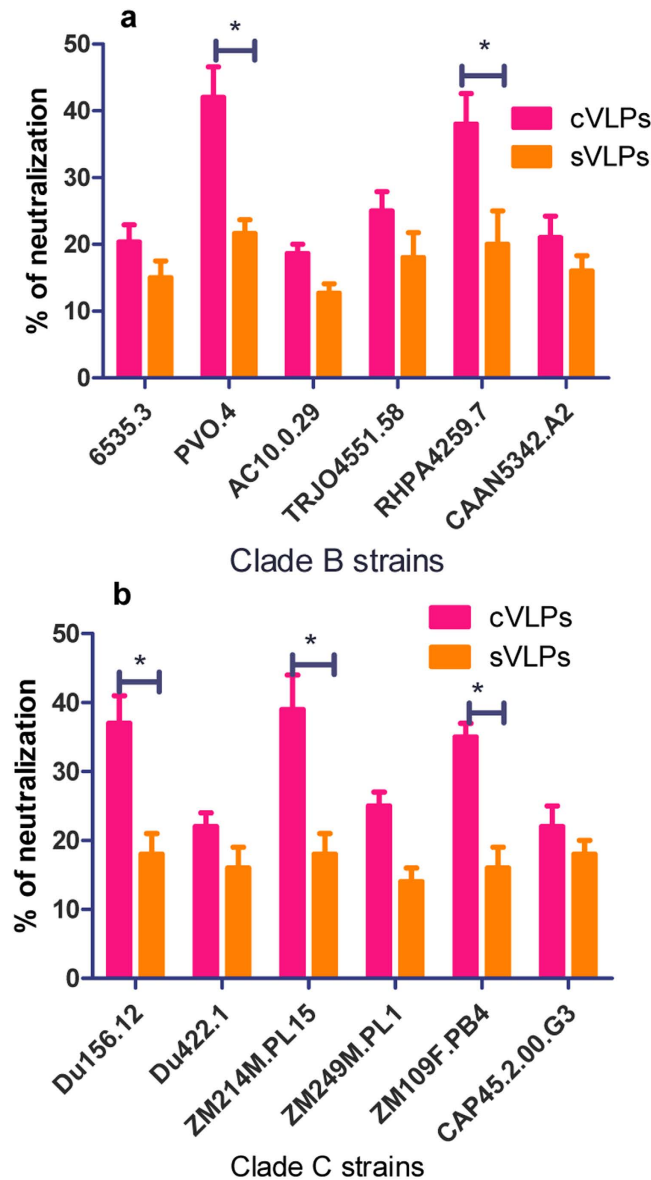 a
50
40
30
20
10
0
% of neutralization
*
*
cVLPs
sVLPs
6535.3
PVO.4
AC10.0.29
TRJO4551.58
RHPA4259.7
CAAN5342.A2
Clade B strains
b
50
40
30
20
10
0
% of neutralization
*
*
*
cVLPs
sVLPs
Du156.12
Du422.1
ZM214M.PL15
ZM249M.PL1
ZM109F.PB4
CAP45.2.00.G3
Clade C strains